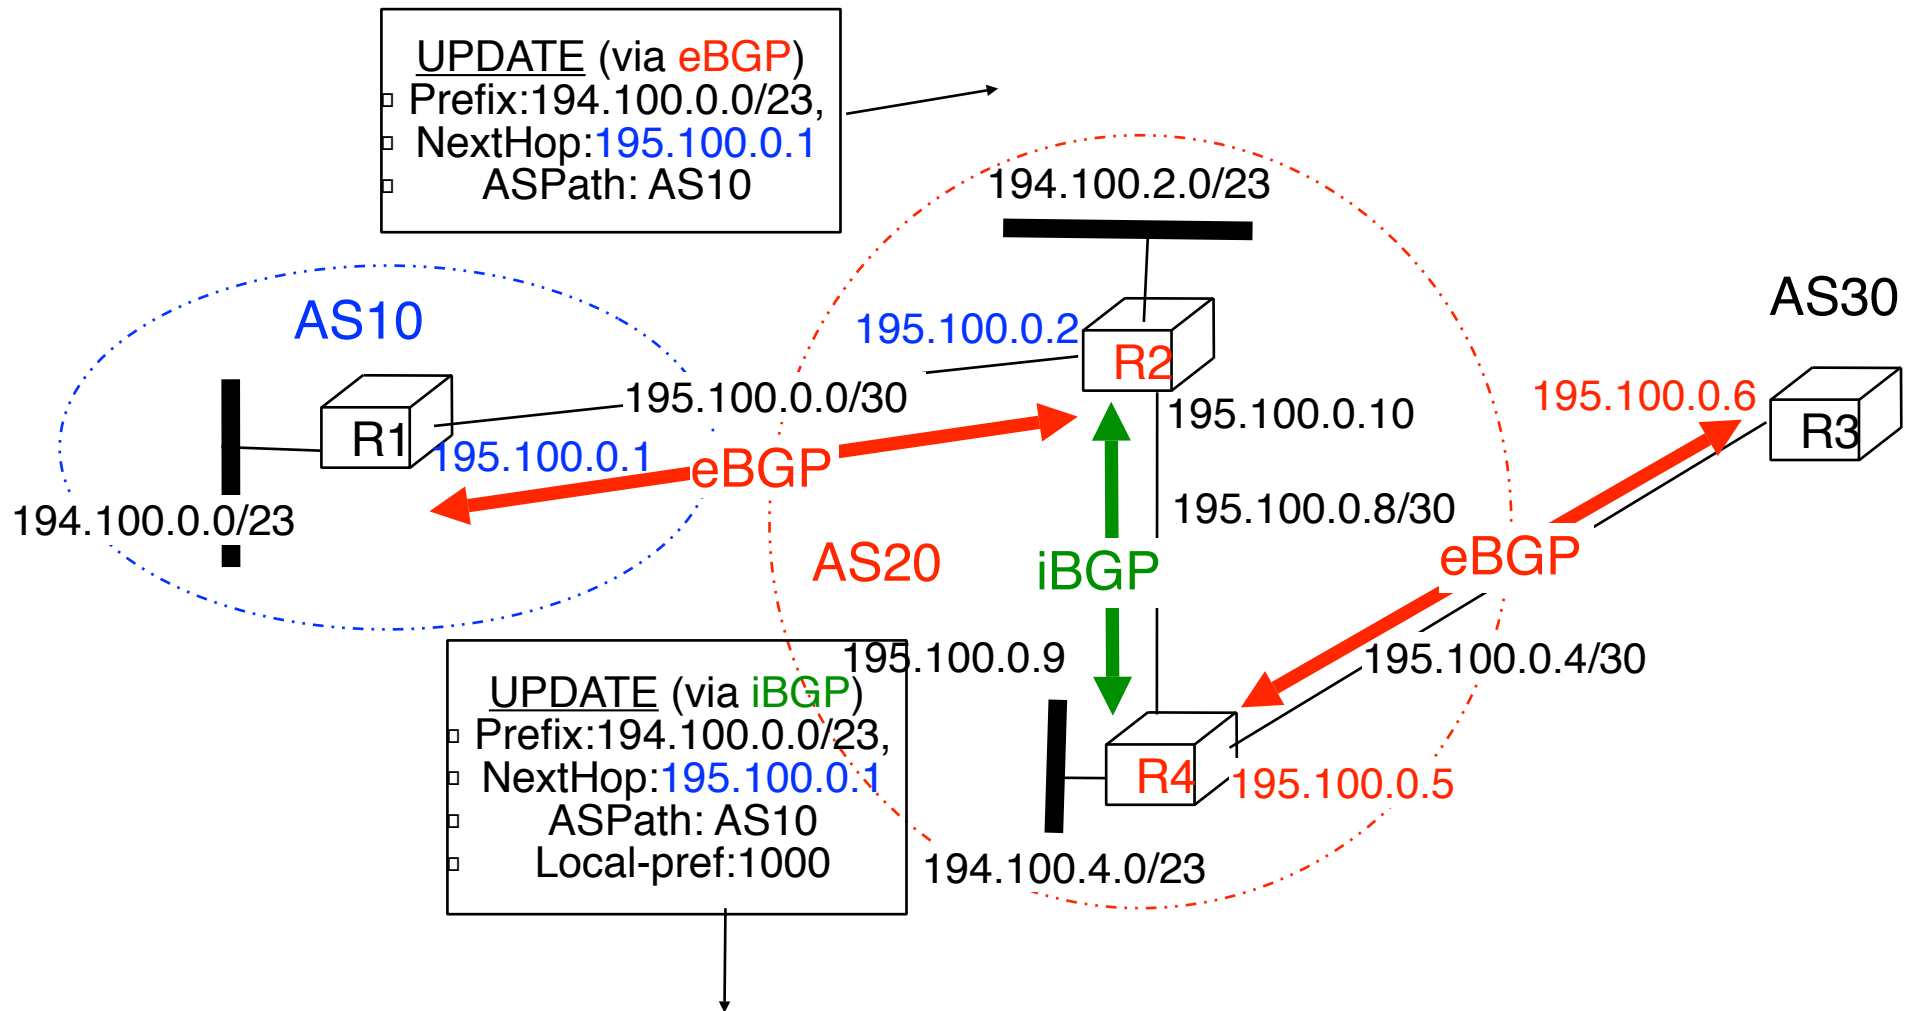 UPDATE (via eBGP)
Prefix:194.100.0.0/23,
NextHop:195.100.0.1
ASPath: AS10
194.100.2.0/23
AS10
AS30
195.100.0.2
R2
195.100.0.0/30
195.100.0.6
195.100.0.10
R1
R3
195.100.0.1
eBGP
194.100.0.0/23
195.100.0.8/30
AS20
iBGP
eBGP
195.100.0.9
195.100.0.4/30
UPDATE (via iBGP)
Prefix:194.100.0.0/23,
NextHop:195.100.0.1
ASPath: AS10
Local-pref:1000
R4
195.100.0.5
194.100.4.0/23